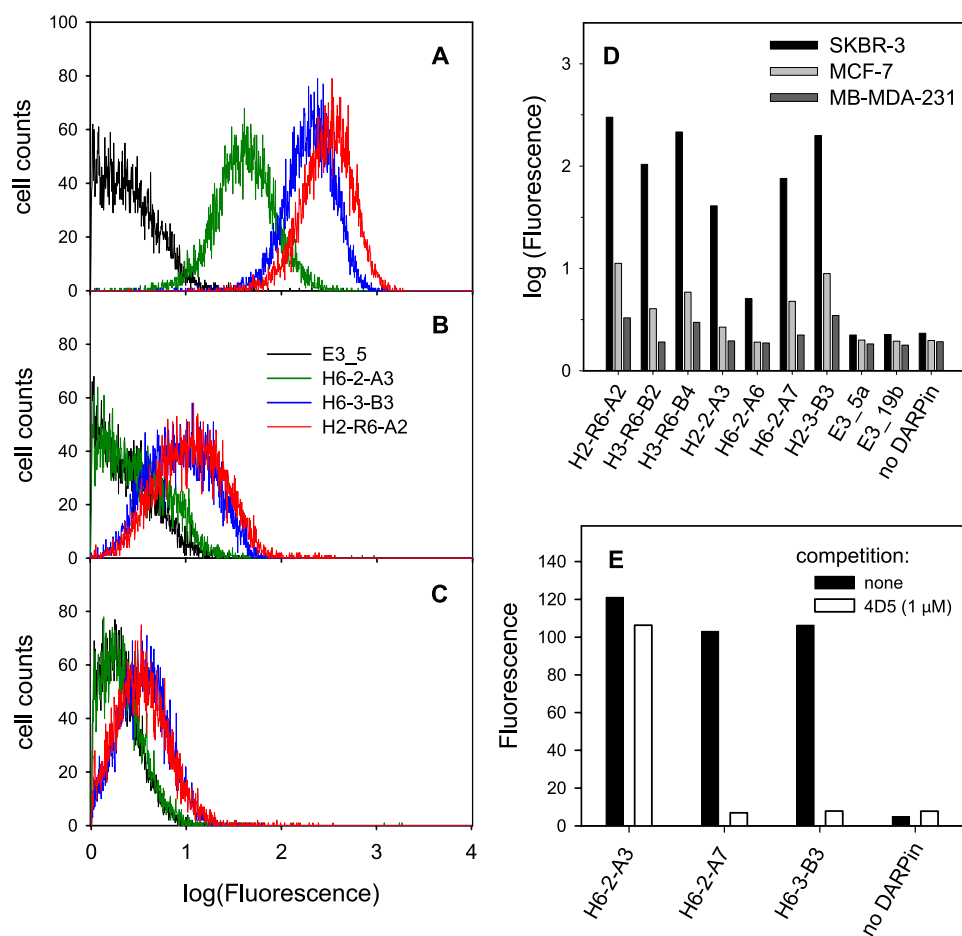 A
100
80
60
40
20
0
cell counts
0
1
2
3
4
B
E3_5
H6-2-A3
H6-3-B3
H2-R6-A2
80
60
40
20
0
cell counts
C
80
60
40
20
0
cell counts
0
1
2
3
4
log(Fluorescence)
D
SKBR-3
MCF-7
MB-MDA-231
3
2
1
0
log (Fluorescence)
H2-R6-A2
H3-R6-B2
H3-R6-B4
H2-2-A3
H6-2-A6
H6-2-A7
H2-3-B3
E3_5a
E3_19b
no DARPin
E
competition:
none
4D5 (1 µM)
140
120
100
80
60
40
20
0
Fluorescence
H6-2-A3
H6-2-A7
H6-3-B3
no DARPin